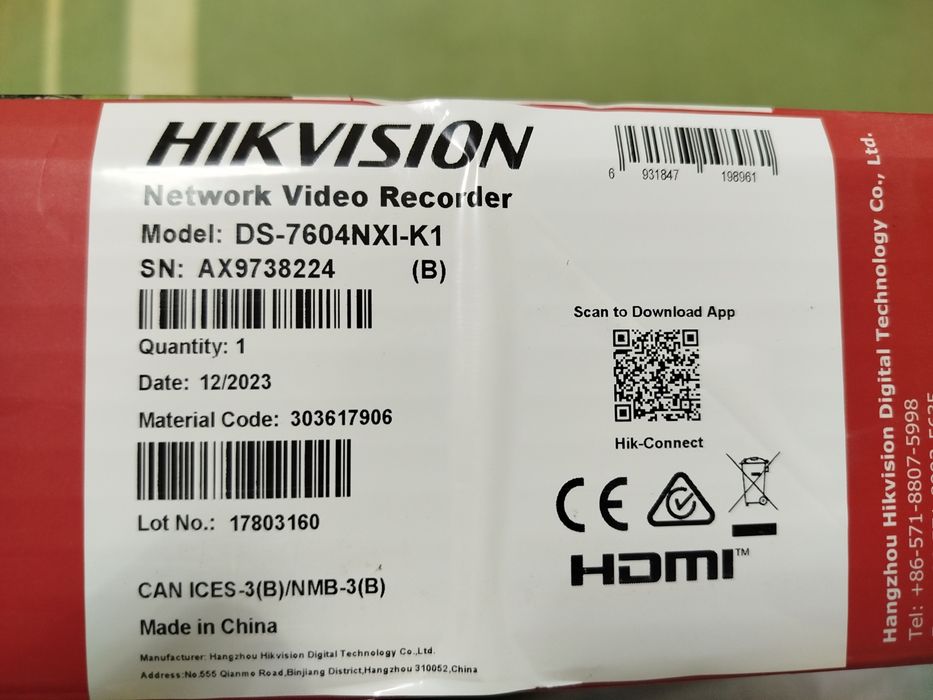 HIKVISION
Network Video Recorder
Model: DS-7604NXI-K1
SN: AX9738224 (B)
Quantity: 1
Date: 12/2023
Material Code: 303617906
Lot No.: 17803160
CAN ICES-3(B)/NMB-3(B)
Made in China
Manufacturer: Hangzhou Hikvision Digital Technology Co.,Ltd.
Address:No.555 Qianmo Road,Binjiang District,Hangzhou 310052,China
6 931847 198961
Scan to Download App
Hik-Connect
CE
HDMI™
Hangzhou Hikvision Digital Technology Co., Ltd.
Tel: +86-571-8807-5998